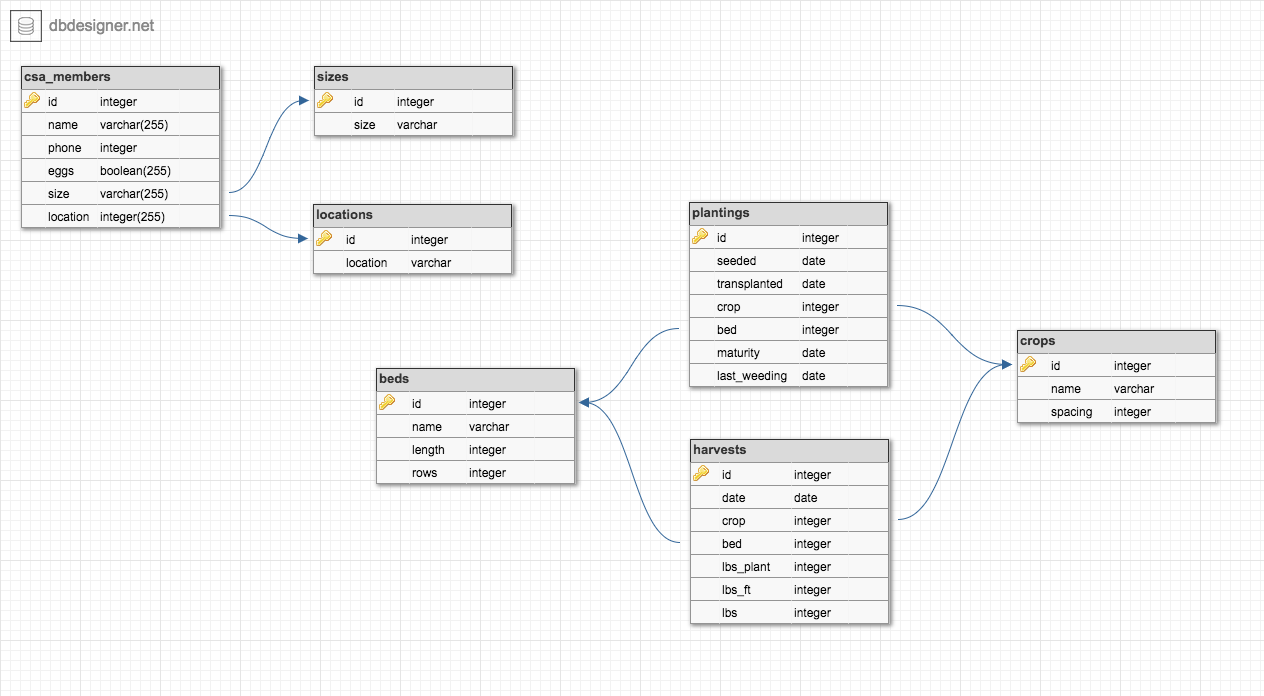 dbdesigner.net
csa_members
id integer
name varchar(255)
phone integer
eggs boolean(255)
size varchar(255)
location integer(255)
sizes
id integer
size varchar
locations
id integer
location varchar
plantings
id integer
seeded date
transplanted date
crop integer
bed integer
maturity date
last_weeding date
beds
id integer
name varchar
length integer
rows integer
crops
id integer
name varchar
spacing integer
harvests
id integer
date date
crop integer
bed integer
lbs_plant integer
lbs_ft integer
lbs integer